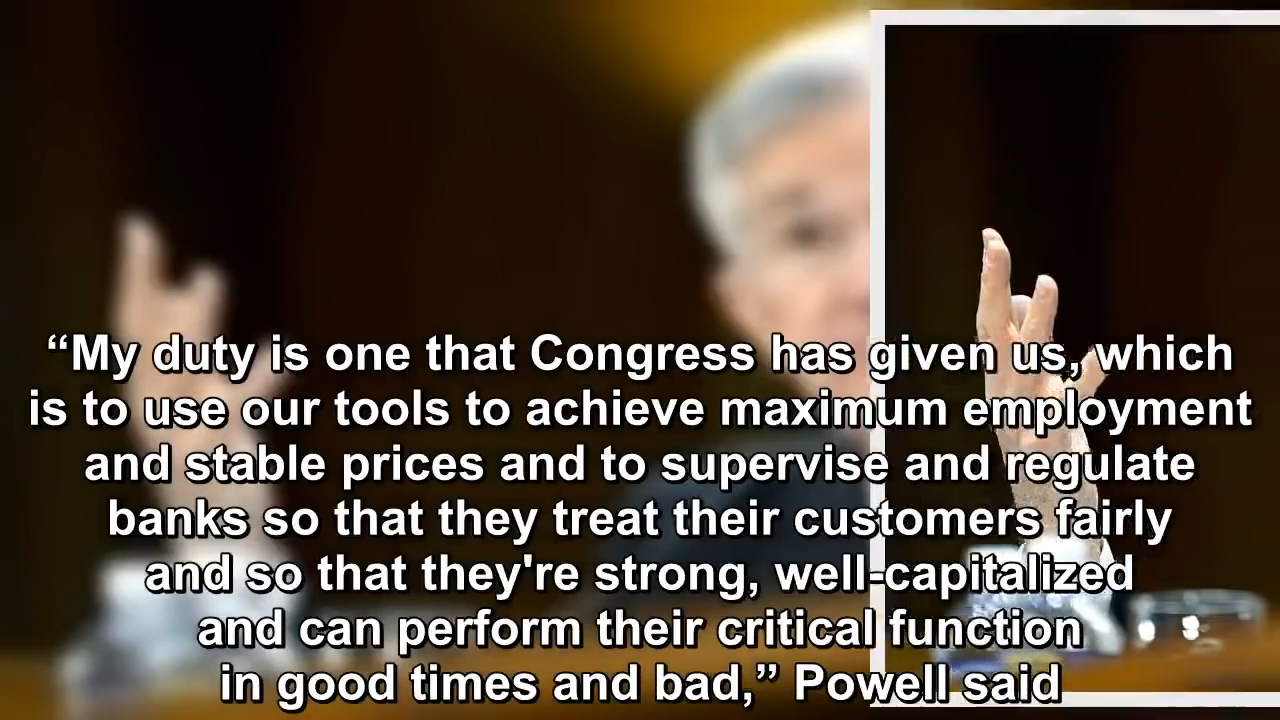 “My duty is one that Congress has given us, which
is to use our tools to achieve maximum employment
and stable prices and to supervise and regulate
banks so that they treat their customers fairly
and so that they're strong, well-capitalized
and can perform their critical function
in good times and bad,” Powell said